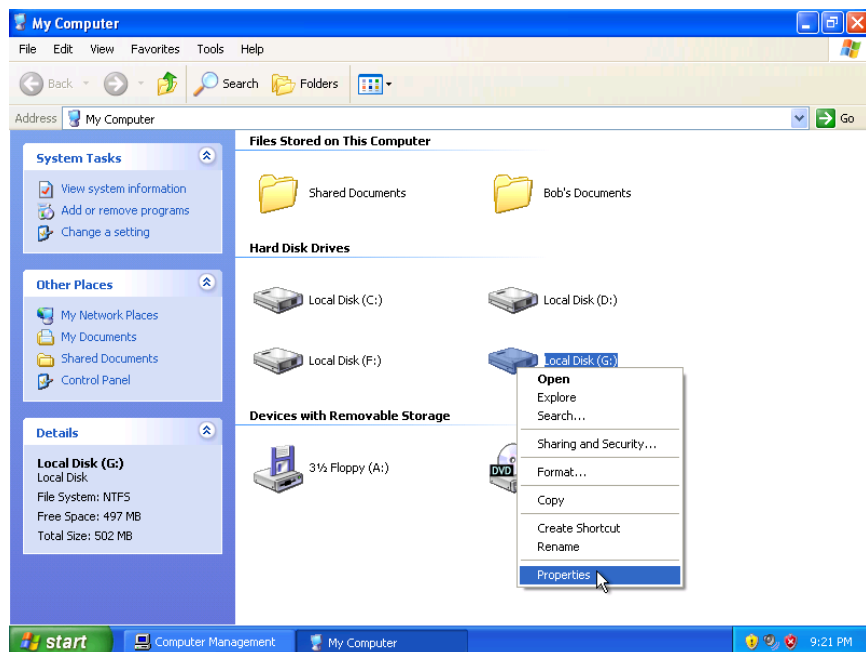 My Computer
File Edit View Favorites Tools Help
Back Search Folders
Address My Computer Go
System Tasks
View system information
Add or remove programs
Change a setting
Other Places
My Network Places
My Documents
Shared Documents
Control Panel
Details
Local Disk (G:)
Local Disk
File System: NTFS
Free Space: 497 MB
Total Size: 502 MB
Files Stored on This Computer
Shared Documents Bob's Documents
Hard Disk Drives
Local Disk (C:) Local Disk (D:)
Local Disk (F:) Local Disk (G:)
Devices with Removable Storage
3½ Floppy (A:)
DVD
Open
Explore
Search...
Sharing and Security...
Format...
Copy
Create Shortcut
Rename
Properties
start Computer Management My Computer 9:21 PM